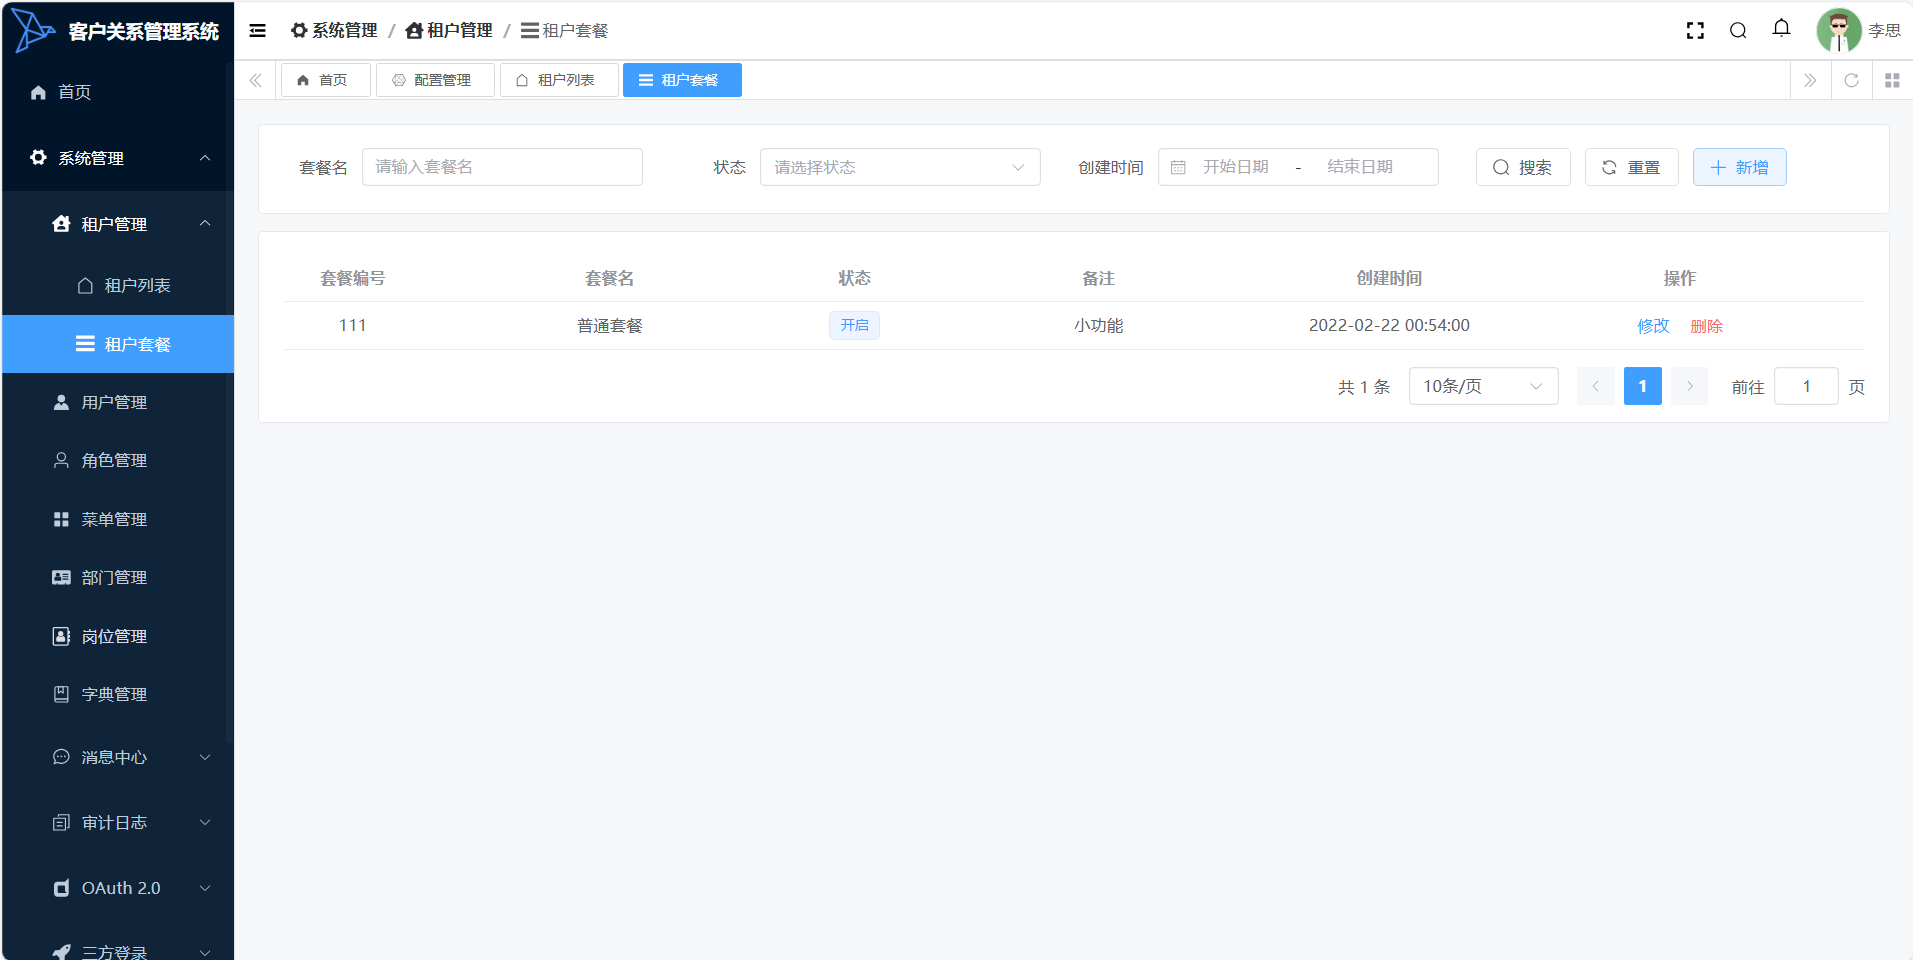 客户关系管理系统
系统管理 / 租户管理 / 租户套餐
李思
首页
配置管理
租户列表
租户套餐
首页
系统管理
租户管理
租户列表
租户套餐
用户管理
角色管理
菜单管理
部门管理
岗位管理
字典管理
消息中心
审计日志
OAuth 2.0
三方登录
套餐名 请输入套餐名 状态 请选择状态 创建时间 开始日期 - 结束日期 搜索 重置 新增
套餐编号 套餐名 状态 备注 创建时间 操作
111 普通套餐 开启 小功能 2022-02-22 00:54:00 修改 删除
共 1 条 10条/页 1 前往 1 页